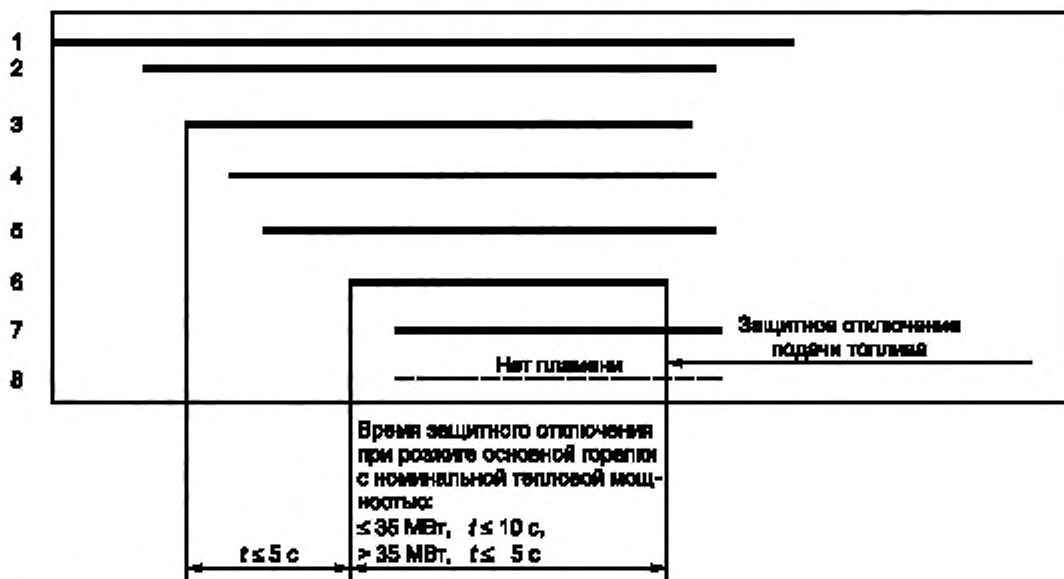 1
2
3
4
5
6
7
Защитное отключение
подачи топлива
Нет пламени
8
Время защитного отключения
при розжиге основной горелки
с номинальной тепловой мощ-
ностью:
≤ 35 МВт, t ≤ 10 с,
> 35 МВт, t ≤ 5 с
t ≤ 5 с